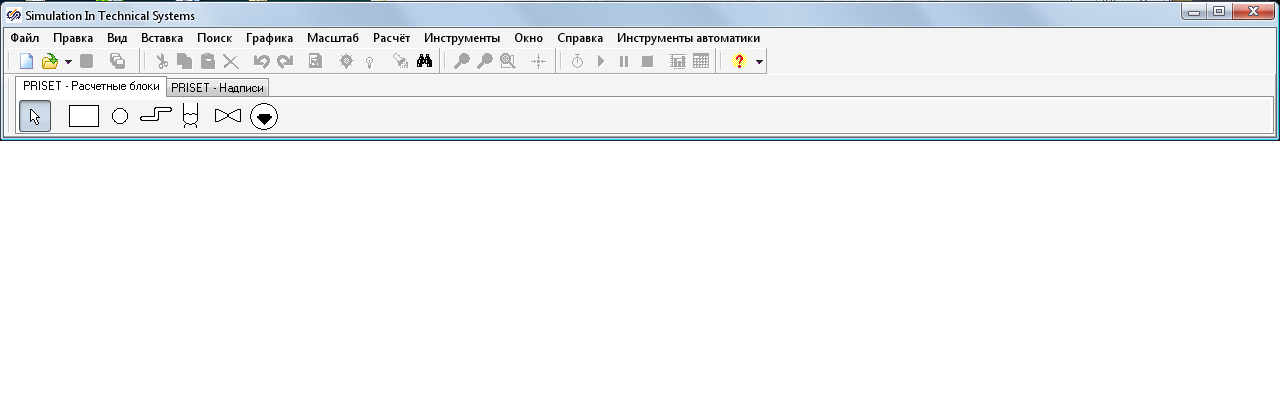 Simulation In Technical Systems
Файл Правка Вид Вставка Поиск Графика Масштаб Расчёт Инструменты Окно Справка Инструменты автоматики
?
PRISET - Расчетные блоки PRISET - Надписи